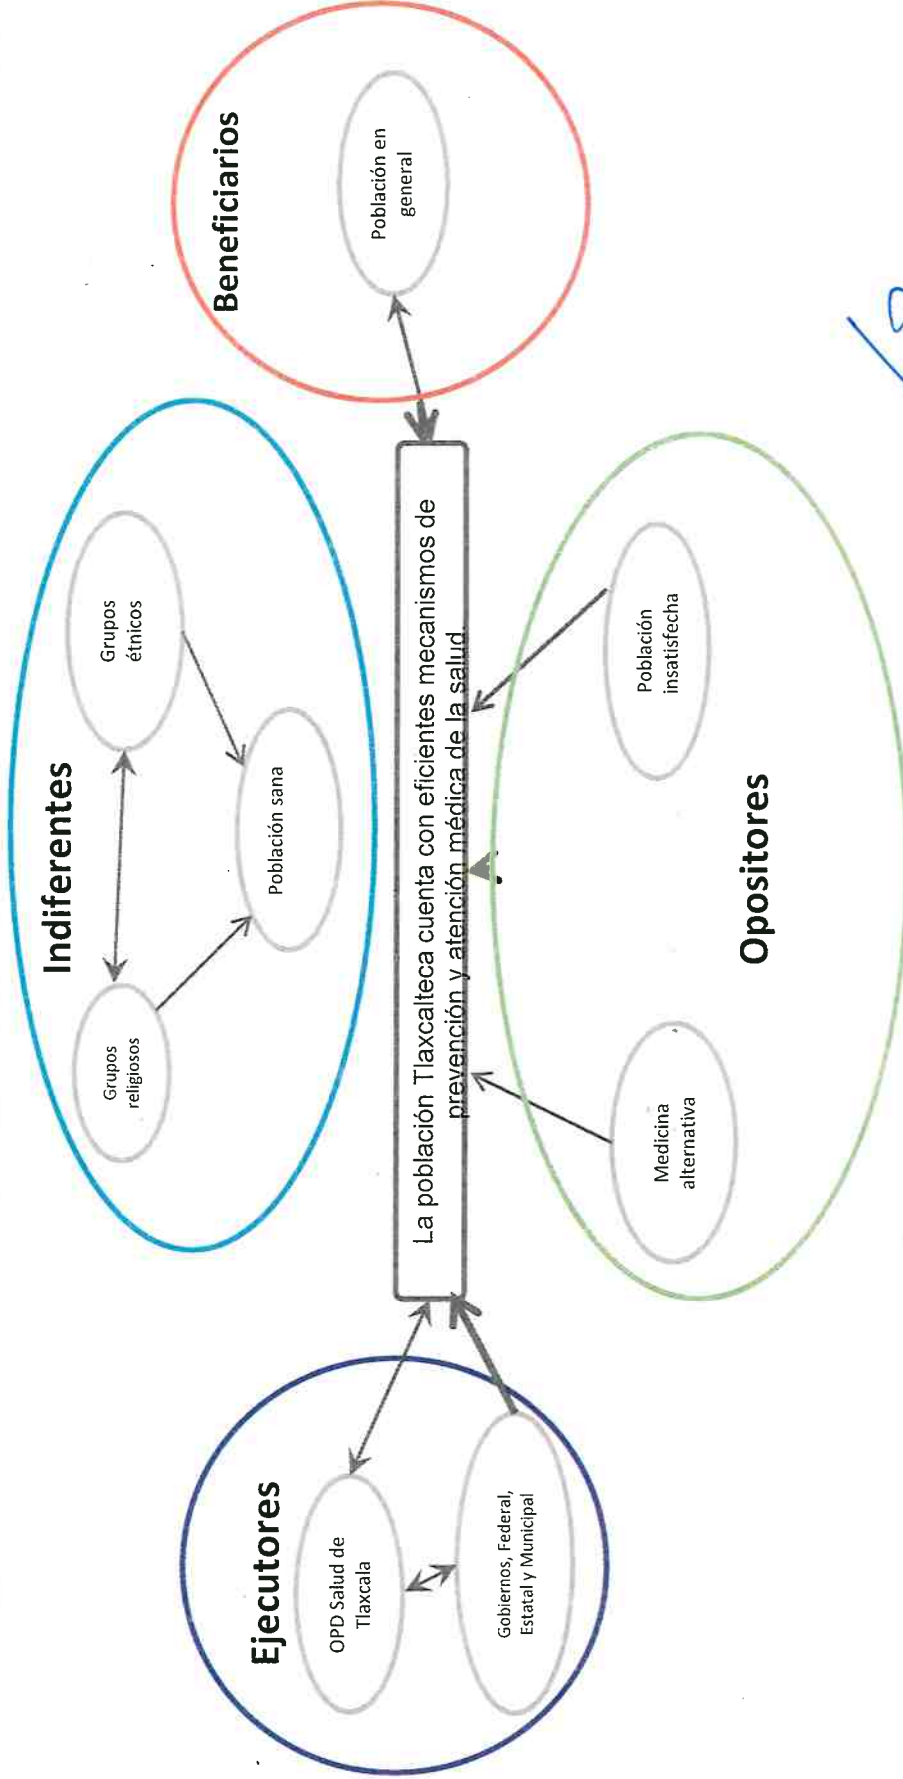 Indiferentes
Grupos
religiosos
Grupos
étnicos
Población sana
Ejecutores
OPD Salud de
Tlaxcala
Gobiernos, Federal,
Estatal y Municipal
La población Tlaxcalteca cuenta con eficientes mecanismos de
prevención y atención médica de la salud.
Beneficiarios
Población en
general
Medicina
alternativa
Población
insatisfecha
Opositores